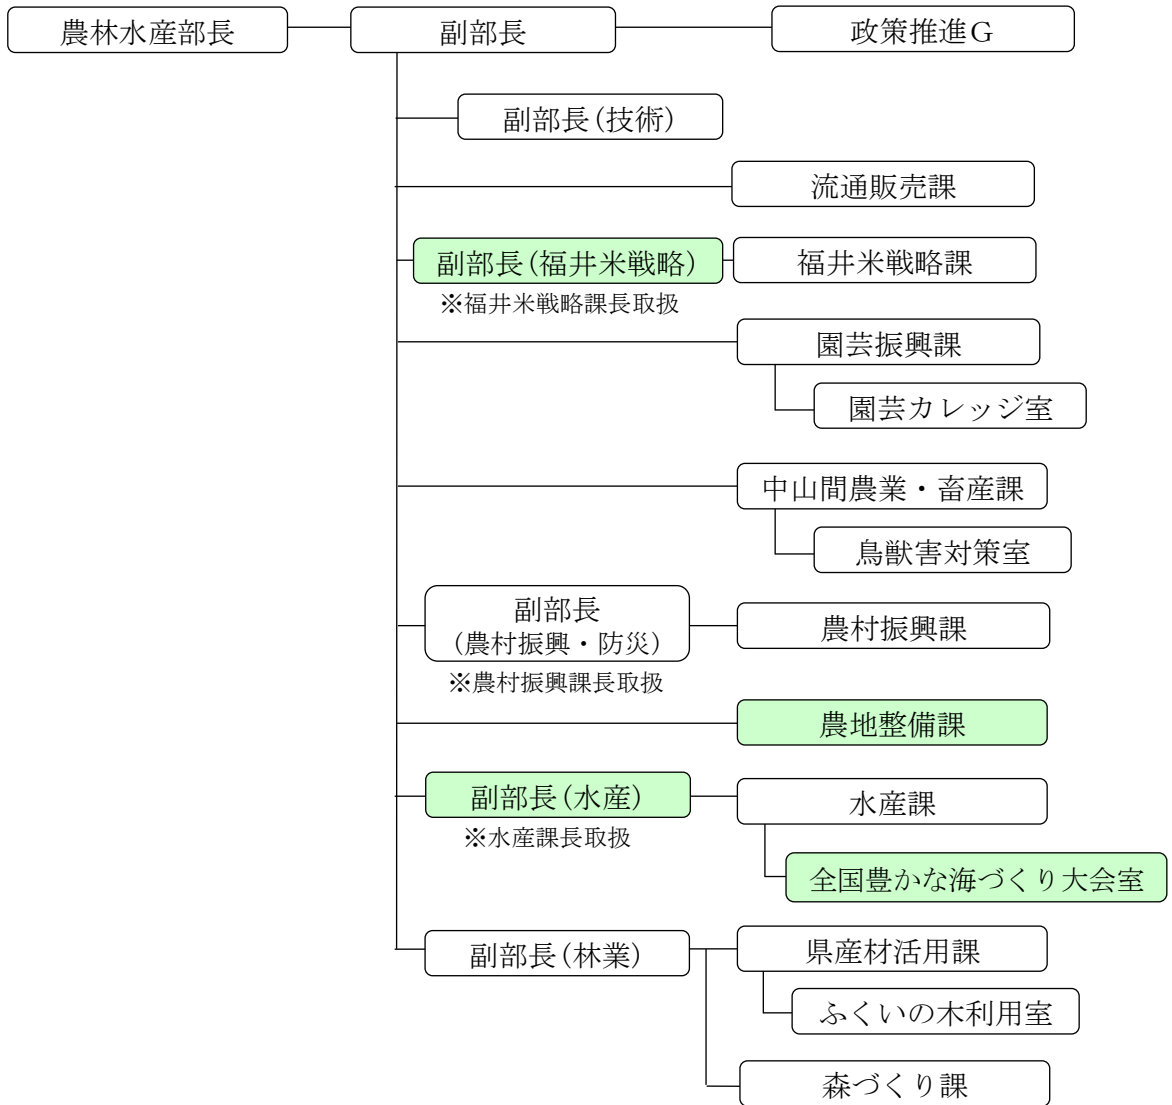 農林水産部長
副部長
政策推進G
副部長(技術)
流通販売課
副部長(福井米戦略)
福井米戦略課
※福井米戦略課長取扱
園芸振興課
園芸カレッジ室
中山間農業・畜産課
鳥獣害対策室
副部長
(農村振興・防災)
農村振興課
※農村振興課長取扱
農地整備課
副部長(水産)
水産課
※水産課長取扱
全国豊かな海づくり大会室
副部長(林業)
県産材活用課
ふくいの木利用室
森づくり課